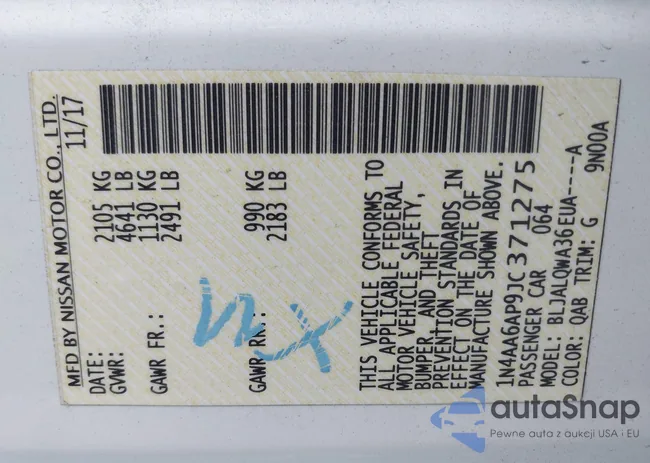 MFD BY NISSAN MOTOR CO., LTD.
DATE: 11/17
GVWR: 2105 KG
4641 LB
GAWR FR.: 1130 KG
2491 LB
GAWR RR.: 990 KG
2183 LB
THIS VEHICLE CONFORMS TO
ALL APPLICABLE FEDERAL
MOTOR VEHICLE SAFETY,
BUMPER, AND THEFT
PREVENTION STANDARDS IN
EFFECT ON THE DATE OF
MANUFACTURE SHOWN ABOVE.
1N4AA6AP9JC371275
PASSENGER CAR 064
MODEL: BLJALQWA36EUA----A
COLOR: QAB TRIM: G 9N00A
autaSnap
Pewne auta z aukcji USA i EU